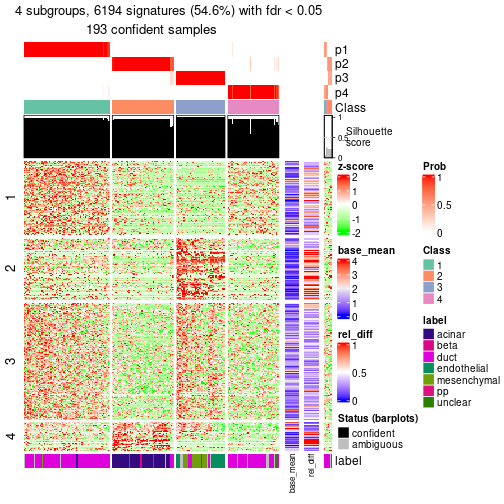 4 subgroups, 6194 signatures (54.6%) with fdr < 0.05
193 confident samples
p1
p2
p3
p4
Class
1
0.5
0
Silhouette
score
1
2
3
4
z-score
2
1
0
-1
-2
Prob
1
0.5
0
base_mean
4
3
2
1
0
Class
1
2
3
4
rel_diff
1
0.5
0
label
acinar
beta
duct
endothelial
mesenchymal
pp
unclear
Status (barplots)
confident
ambiguous
label
base_mean
rel_diff